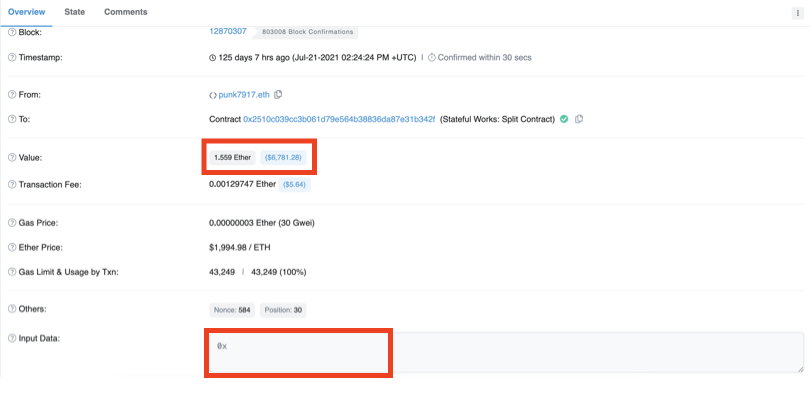 Overview State Comments
Block: 12870307 803008 Block Confirmations
Timestamp: 125 days 7 hrs ago (Jul-21-2021 02:24:24 PM +UTC) | Confirmed within 30 secs
From: punk7917.eth
To: Contract 0x2510c039cc3b061d79e564b38836da87e31b342f (Stateful Works: Split Contract)
Value: 1.559 Ether ($6,781.28)
Transaction Fee: 0.00129747 Ether ($5.64)
Gas Price: 0.00000003 Ether (30 Gwei)
Ether Price: $1,994.98 / ETH
Gas Limit & Usage by Txn: 43,249 | 43,249 (100%)
Others: Nonce: 584 Position: 30
Input Data: 0x